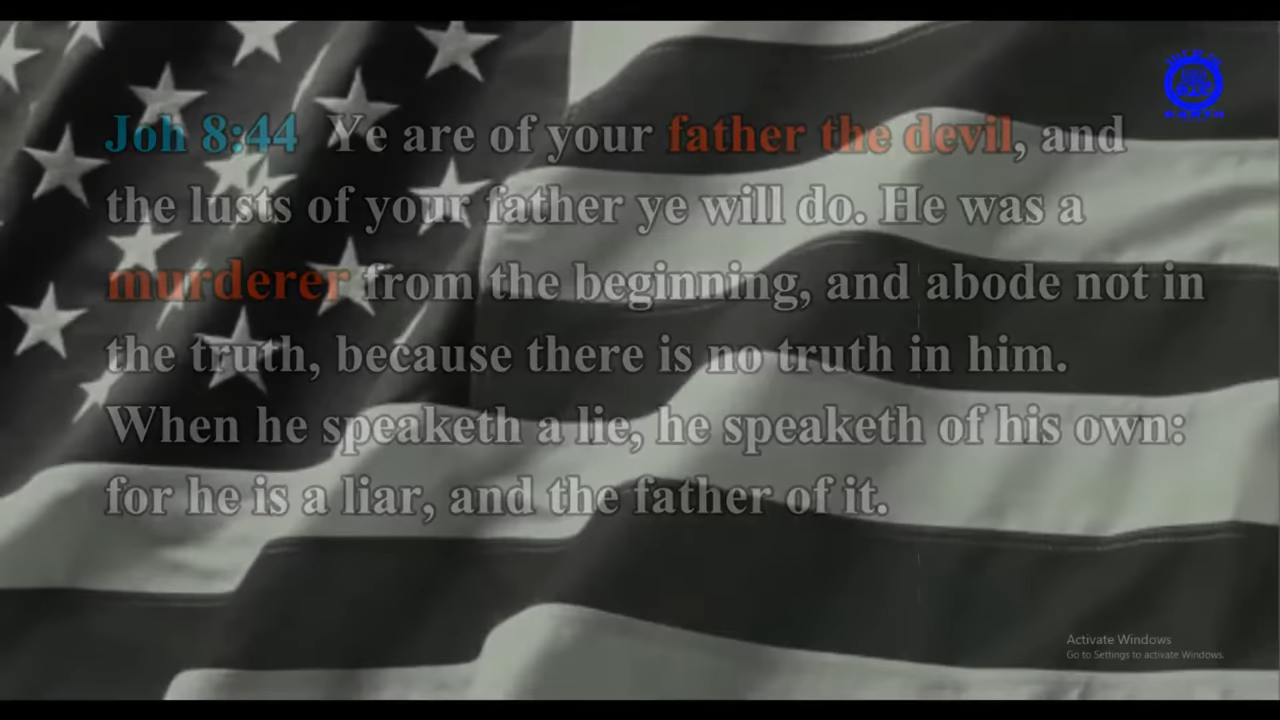 Joh 8:44 Ye are of your father the devil, and
the lusts of your father ye will do. He was a
murderer from the beginning, and abode not in
the truth, because there is no truth in him.
When he speaketh a lie, he speaketh of his own:
for he is a liar, and the father of it.
EARTH
Activate Windows
Go to Settings to activate Windows.